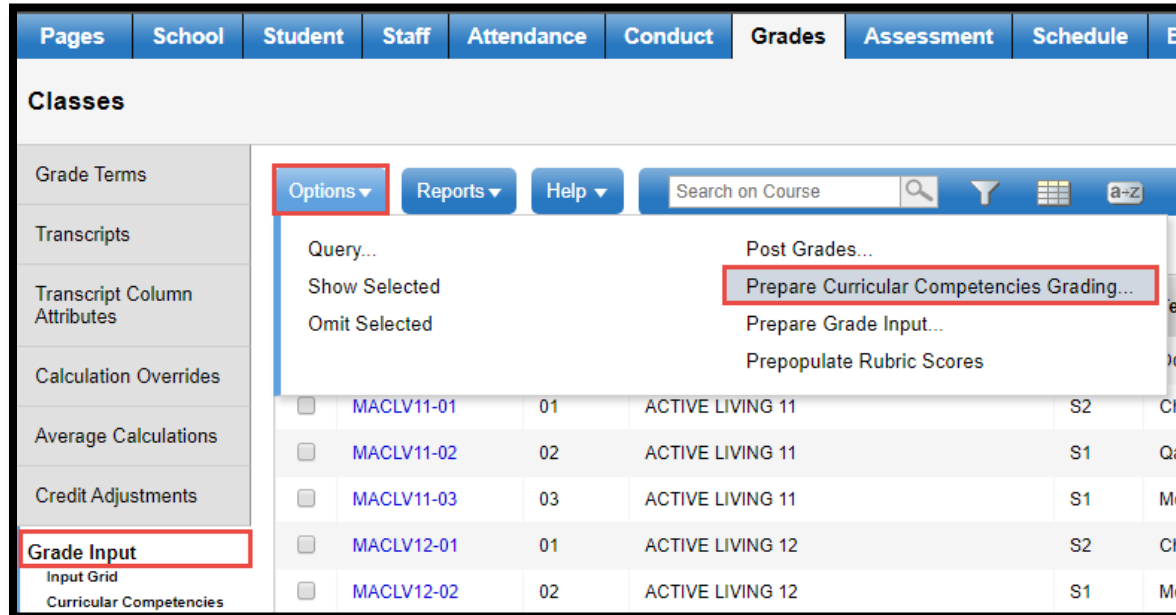 Pages School Student Staff Attendance Conduct Grades Assessment Schedule
Classes
Grade Terms
Transcripts
Transcript Column
Attributes
Calculation Overrides
Average Calculations
Credit Adjustments
Grade Input
Input Grid
Curricular Competencies
Options Reports Help Search on Course a-z
Query...
Show Selected
Omit Selected
Post Grades...
Prepare Curricular Competencies Grading...
Prepare Grade Input...
Prepopulate Rubric Scores
MACLV11-01 01 ACTIVE LIVING 11 S2
MACLV11-02 02 ACTIVE LIVING 11 S1
MACLV11-03 03 ACTIVE LIVING 11 S1
MACLV12-01 01 ACTIVE LIVING 12 S2
MACLV12-02 02 ACTIVE LIVING 12 S1